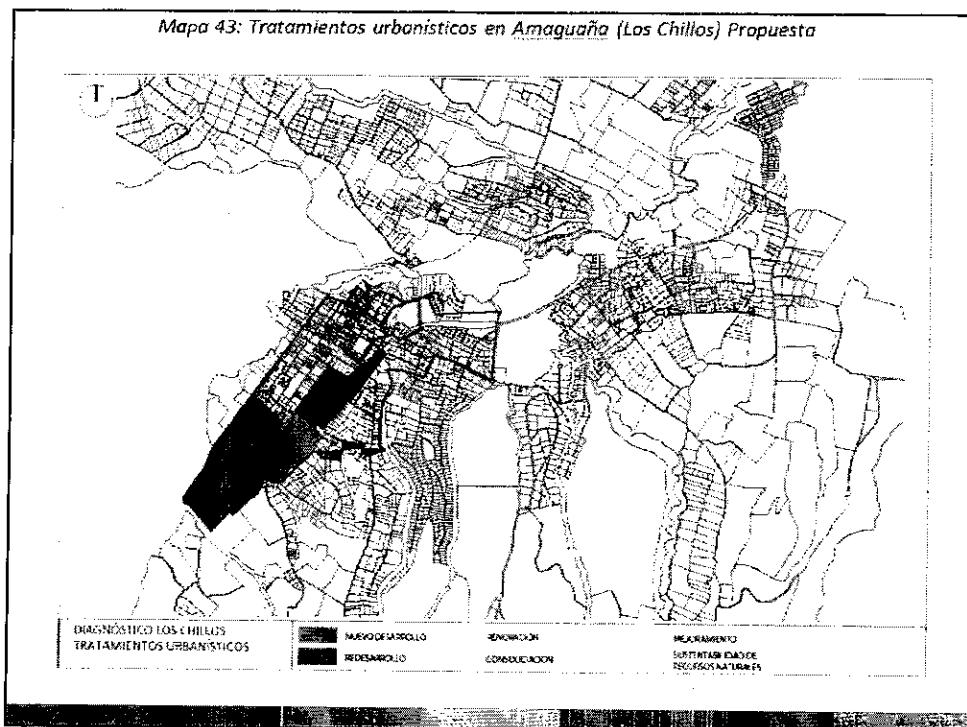 Mapa 43: Tratamientos urbanísticos en Amaguaña (Los Chillos) Propuesta
T
DIAGNÓSTICO LOS CHILLOS
TRATAMIENTOS URBANÍSTICOS
NUEVO DESARROLLO
REDESARROLLO
RENOVACIÓN
CONSOLIDACIÓN
MEJORAMIENTO
SUSTENTABILIDAD DE
RECURSOS NATURALES